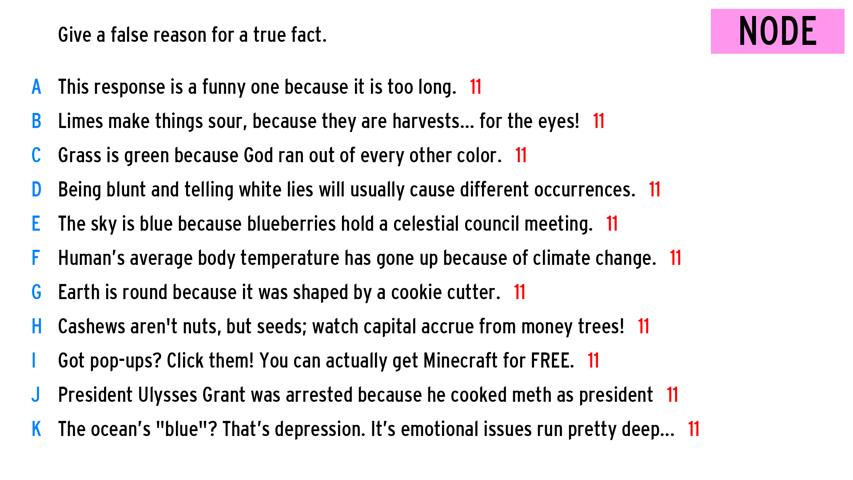 Give a false reason for a true fact.
NODE
A This response is a funny one because it is too long. 11
B Limes make things sour, because they are harvests... for the eyes! 11
C Grass is green because God ran out of every other color. 11
D Being blunt and telling white lies will usually cause different occurrences. 11
E The sky is blue because blueberries hold a celestial council meeting. 11
F Human's average body temperature has gone up because of climate change. 11
G Earth is round because it was shaped by a cookie cutter. 11
H Cashews aren't nuts, but seeds; watch capital accrue from money trees! 11
I Got pop-ups? Click them! You can actually get Minecraft for FREE. 11
J President Ulysses Grant was arrested because he cooked meth as president 11
K The ocean's "blue"? That's depression. It's emotional issues run pretty deep... 11